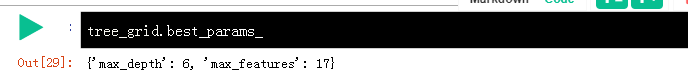 Markdown Code
: tree_grid.best_params_
Out[29]: {'max_depth': 6, 'max_features': 17}